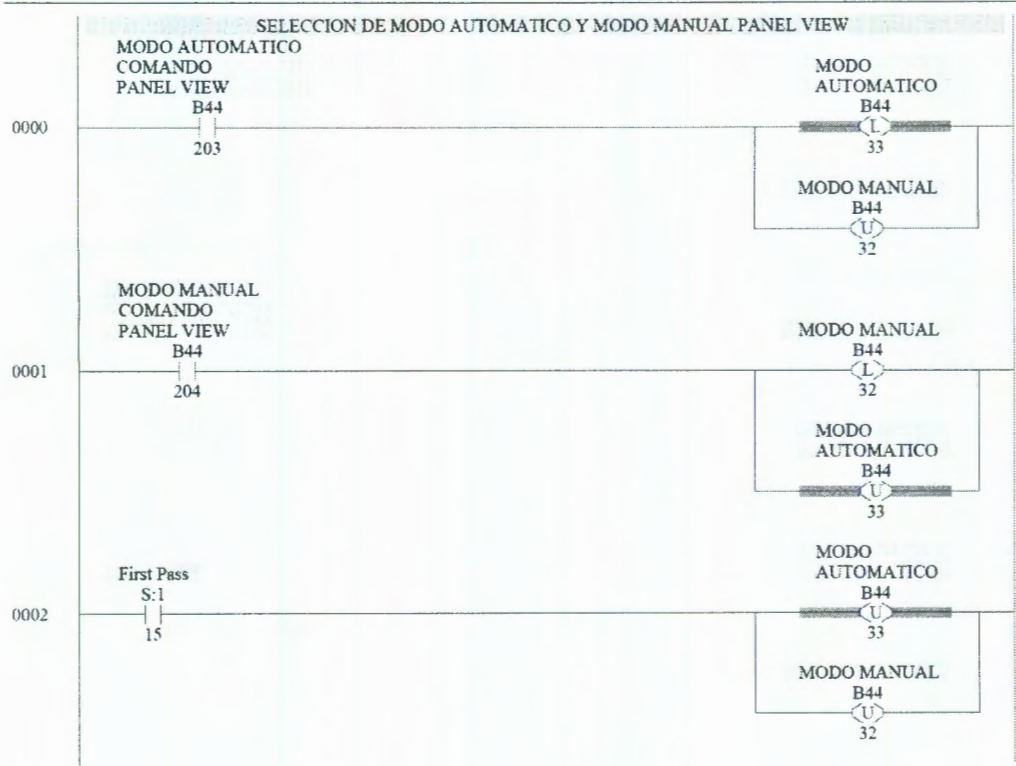 SELECCION DE MODO AUTOMATICO Y MODO MANUAL PANEL VIEW
MODO AUTOMATICO
COMANDO
PANEL VIEW
B44
203
MODO
AUTOMATICO
B44
L
33
0000
MODO MANUAL
B44
U
32
MODO MANUAL
COMANDO
PANEL VIEW
B44
204
MODO MANUAL
B44
L
32
0001
MODO
AUTOMATICO
B44
U
33
First Pass
S:1
15
MODO
AUTOMATICO
B44
U
33
0002
MODO MANUAL
B44
U
32